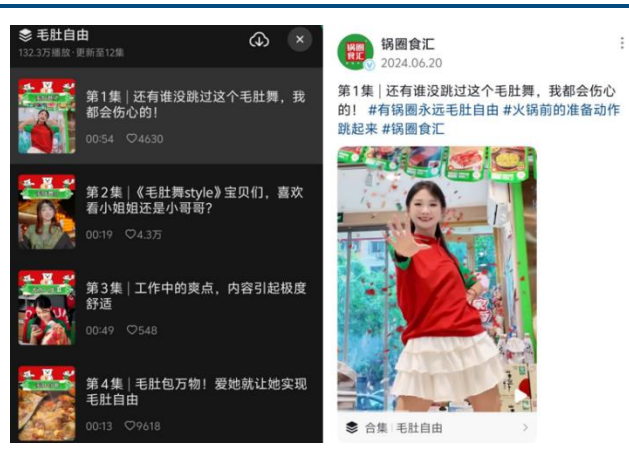 毛肚自由
132.3万播放·更新至12集
第1集 | 还有谁没跳过这个毛肚舞，我
都会伤心的！
00:54 ♡4630
第2集 |《毛肚舞style》宝贝们，喜欢
看小姐姐还是小哥哥？
00:19 ♡4.3万
第3集 | 工作中的爽点，内容引起极度
舒适
00:49 ♡548
第4集 | 毛肚包万物！爱她就让她实现
毛肚自由
00:13 ♡9618
锅圈食汇
2024.06.20
第1集 | 还有谁没跳过这个毛肚舞，我都会伤心
的！ #有锅圈永远毛肚自由 #火锅前的准备动作
跳起来 #锅圈食汇
合集 | 毛肚自由